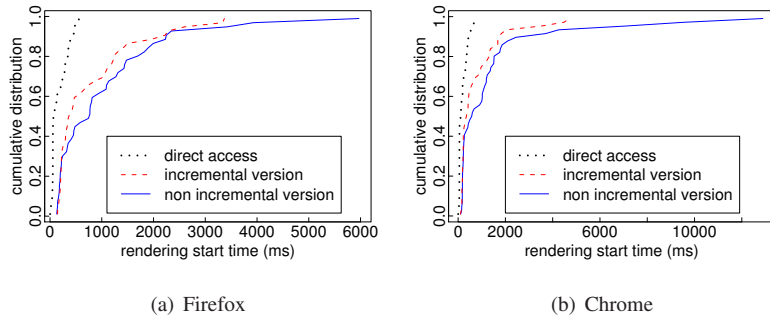 cumulative distribution
0.0 0.2 0.4 0.6 0.8 1.0
direct access
incremental version
non incremental version
0 1000 2000 3000 4000 5000 6000
rendering start time (ms)
(a) Firefox
cumulative distribution
0.0 0.2 0.4 0.6 0.8 1.0
direct access
incremental version
non incremental version
0 2000 6000 10000
rendering start time (ms)
(b) Chrome